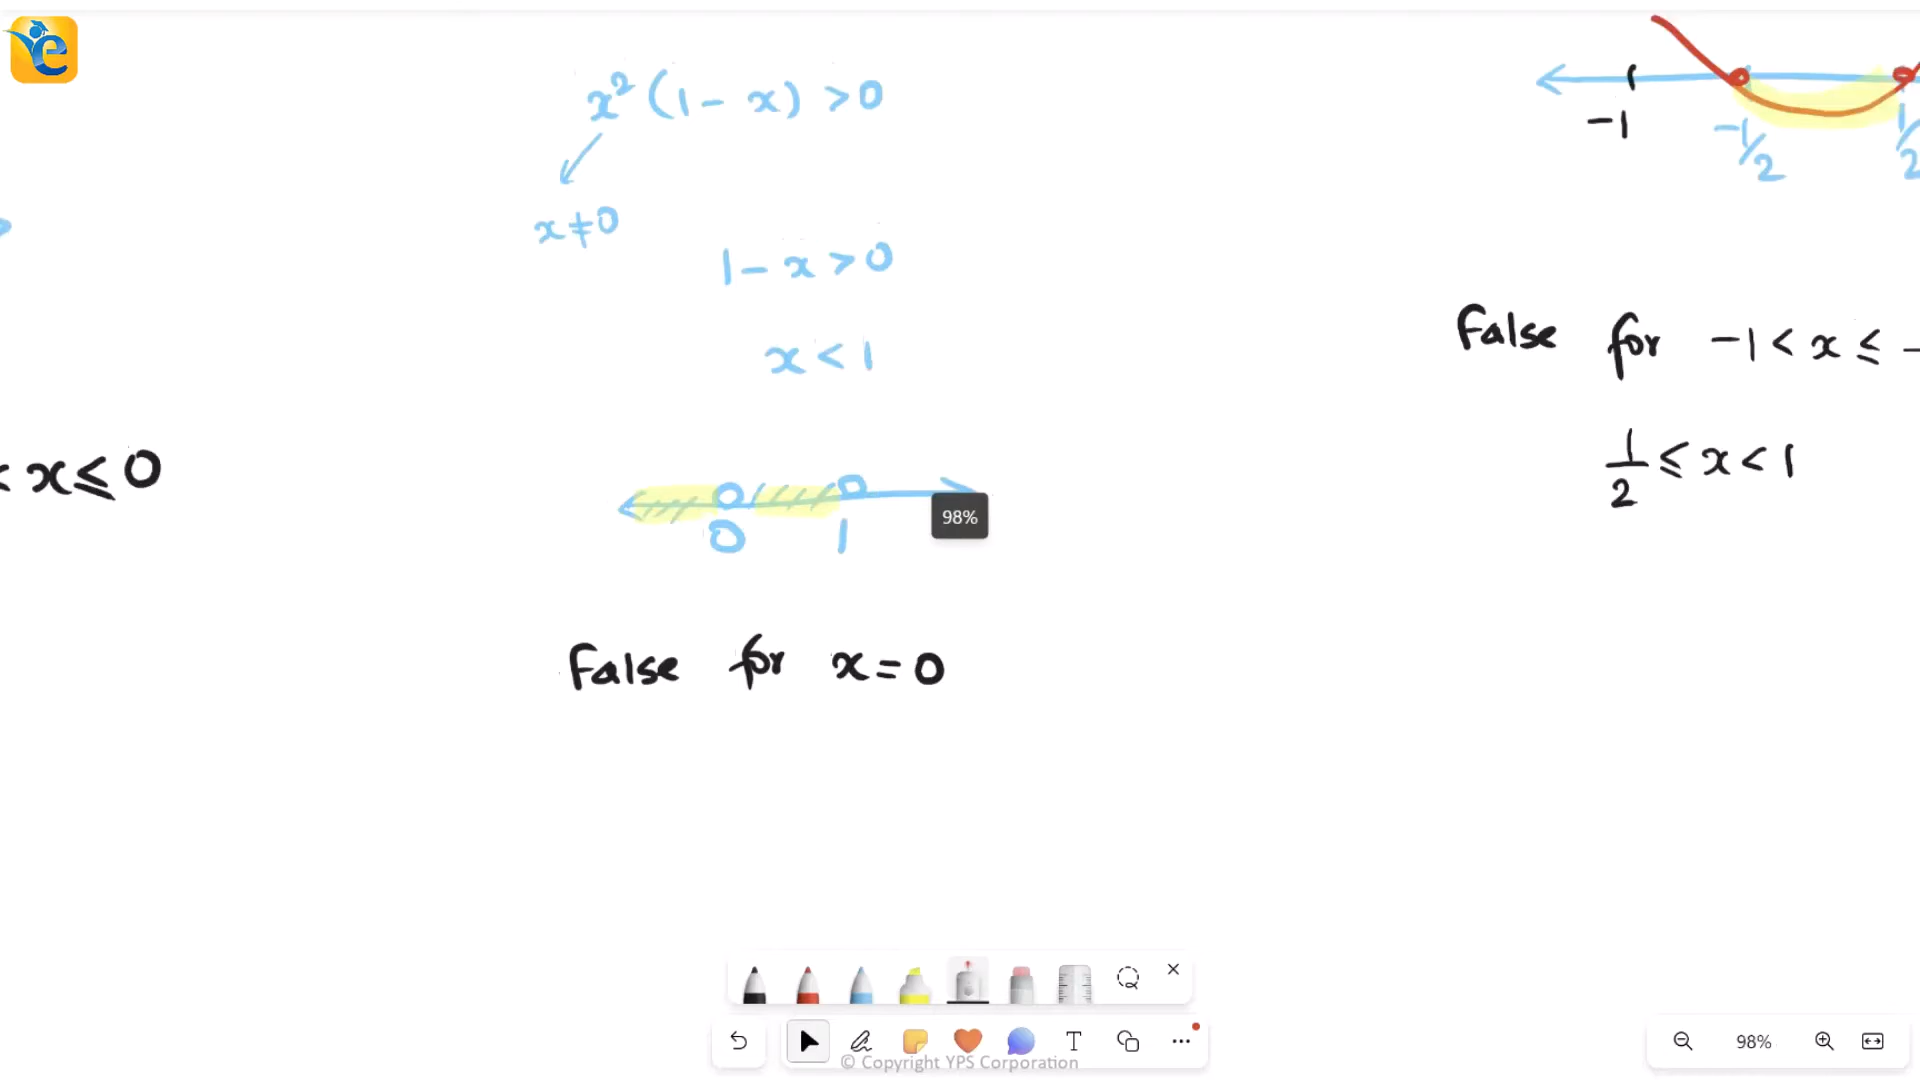 x²(1 - x) > 0
x ≠ 0
1 - x > 0
x < 1
0 1
98%
False for x = 0
< x ≤ 0
-1 -1/2 1/2
False for -1 < x ≤ -
1/2 ≤ x < 1
T
© Copyright YPS Corporation
98%